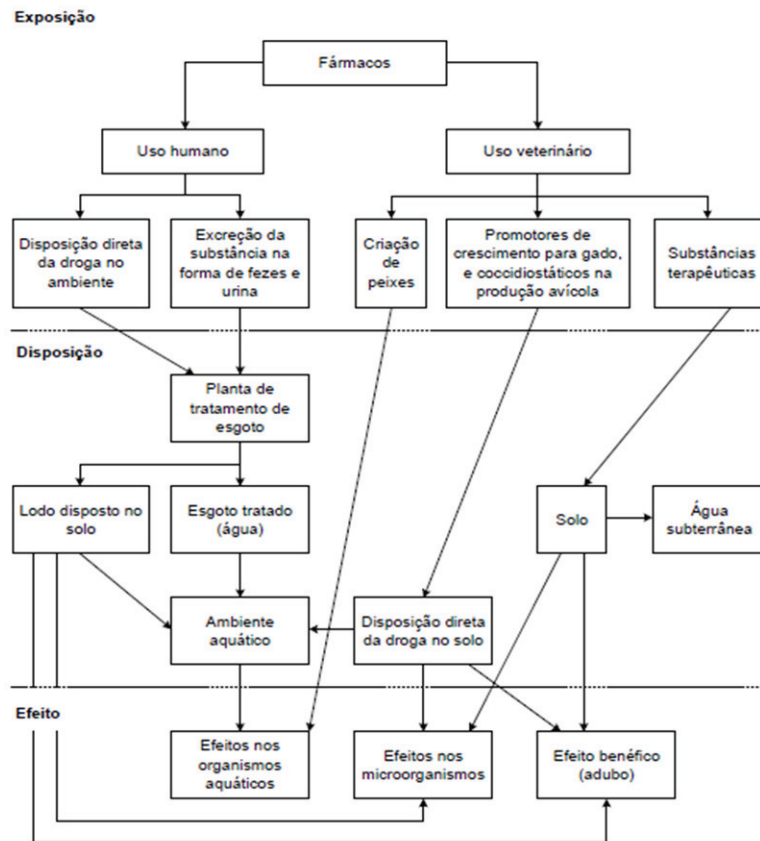 Exposição
Fármacos
Uso humano
Uso veterinário
Disposição direta
da droga no
ambiente
Excreção da
substância na
forma de fezes e
urina
Criação
de
peixes
Promotores de
crescimento para gado,
e coccidiostáticos na
produção avícola
Substâncias
terapêuticas
Disposição
Planta de
tratamento de
esgoto
Lodo disposto no
solo
Esgoto tratado
(água)
Solo
Água
subterrânea
Ambiente
aquático
Disposição direta
da droga no solo
Efeito
Efeitos nos
organismos
aquáticos
Efeitos nos
microorganismos
Efeito benéfico
(adubo)